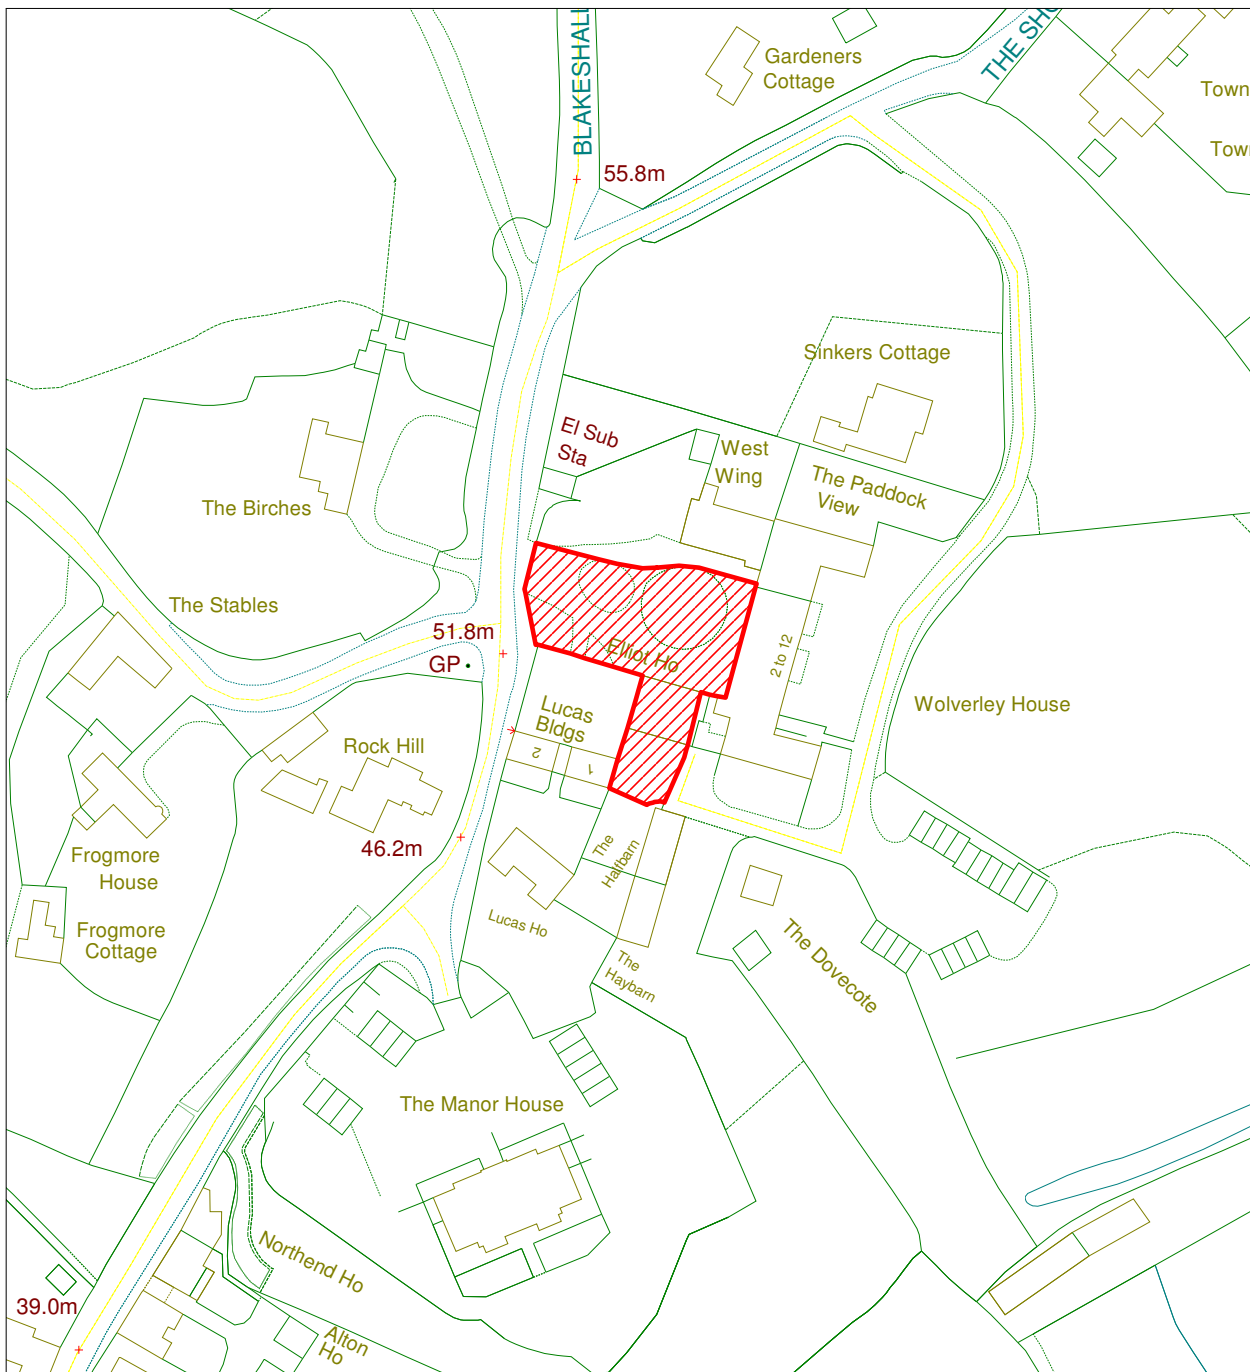 BLAKESHALL
THE SHO
Gardeners
Cottage
Town
Tow
55.8m
Sinkers Cottage
El Sub
Sta
West
Wing
The Paddock
View
The Birches
The Stables
51.8m
GP
Elliot Ho
2 to 12
Wolverley House
Lucas
Bldgs
2
1
Rock Hill
46.2m
The
Halfbarn
Frogmore
House
Frogmore
Cottage
Lucas Ho
The
Haybarn
The Dovecote
The Manor House
Northend Ho
39.0m
Alton
Ho